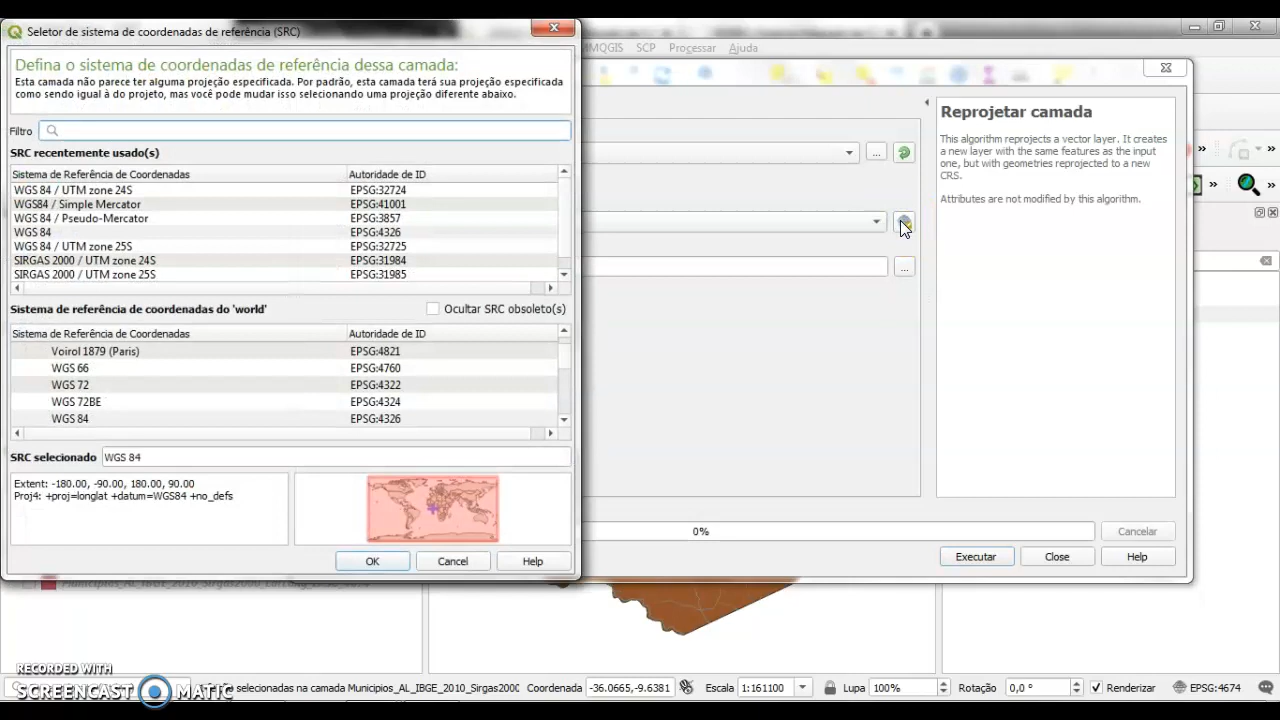 Seletor de sistema de coordenadas de referência (SRC)
Defina o sistema de coordenadas de referência dessa camada:
Esta camada não parece ter alguma projeção especificada. Por padrão, esta camada terá sua projeção especificada
como sendo igual à do projeto, mas você pode mudar isso selecionando uma projeção diferente abaixo.
Filtro
SRC recentemente usado(s)
Sistema de Referência de Coordenadas Autoridade de ID
WGS 84 / UTM zone 24S EPSG:32724
WGS84 / Simple Mercator EPSG:41001
WGS 84 / Pseudo-Mercator EPSG:3857
WGS 84 EPSG:4326
WGS 84 / UTM zone 25S EPSG:32725
SIRGAS 2000 / UTM zone 24S EPSG:31984
SIRGAS 2000 / UTM zone 25S EPSG:31985
Sistema de referência de coordenadas do 'world' Ocultar SRC obsoleto(s)
Sistema de Referência de Coordenadas Autoridade de ID
Voirol 1879 (Paris) EPSG:4821
WGS 66 EPSG:4760
WGS 72 EPSG:4322
WGS 72BE EPSG:4324
WGS 84 EPSG:4326
SRC selecionado WGS 84
Extent: -180.00, -90.00, 180.00, 90.00
Proj4: +proj=longlat +datum=WGS84 +no_defs
OK Cancel Help
MMQGIS SCP Processar Ajuda
Reprojetar camada
This algorithm reprojects a vector layer. It creates
a new layer with the same features as the input
one, but with geometries reprojected to a new
CRS.
Attributes are not modified by this algorithm.
0% Cancelar
Executar Close Help
RECORDED WITH
SCREENCAST MATIC
selecionadas na camada Municipios_AL_IBGE_2010_Sirgas2000 Coordenada -36.0665,-9.6381 Escala 1:161100 Lupa 100% Rotação 0,0 ° Renderizar EPSG:4674